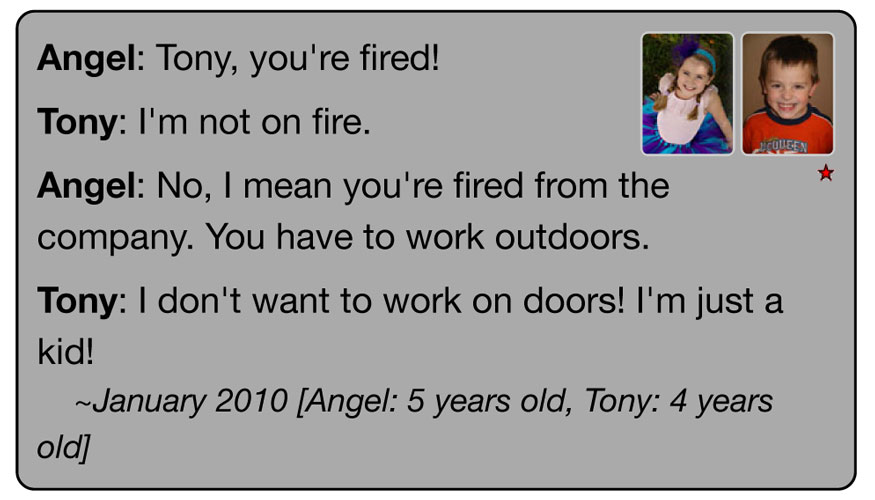 Angel: Tony, you're fired!
Tony: I'm not on fire.
Angel: No, I mean you're fired from the
company. You have to work outdoors.
Tony: I don't want to work on doors! I'm just a
kid!
~January 2010 [Angel: 5 years old, Tony: 4 years
old]
MCQUEEN